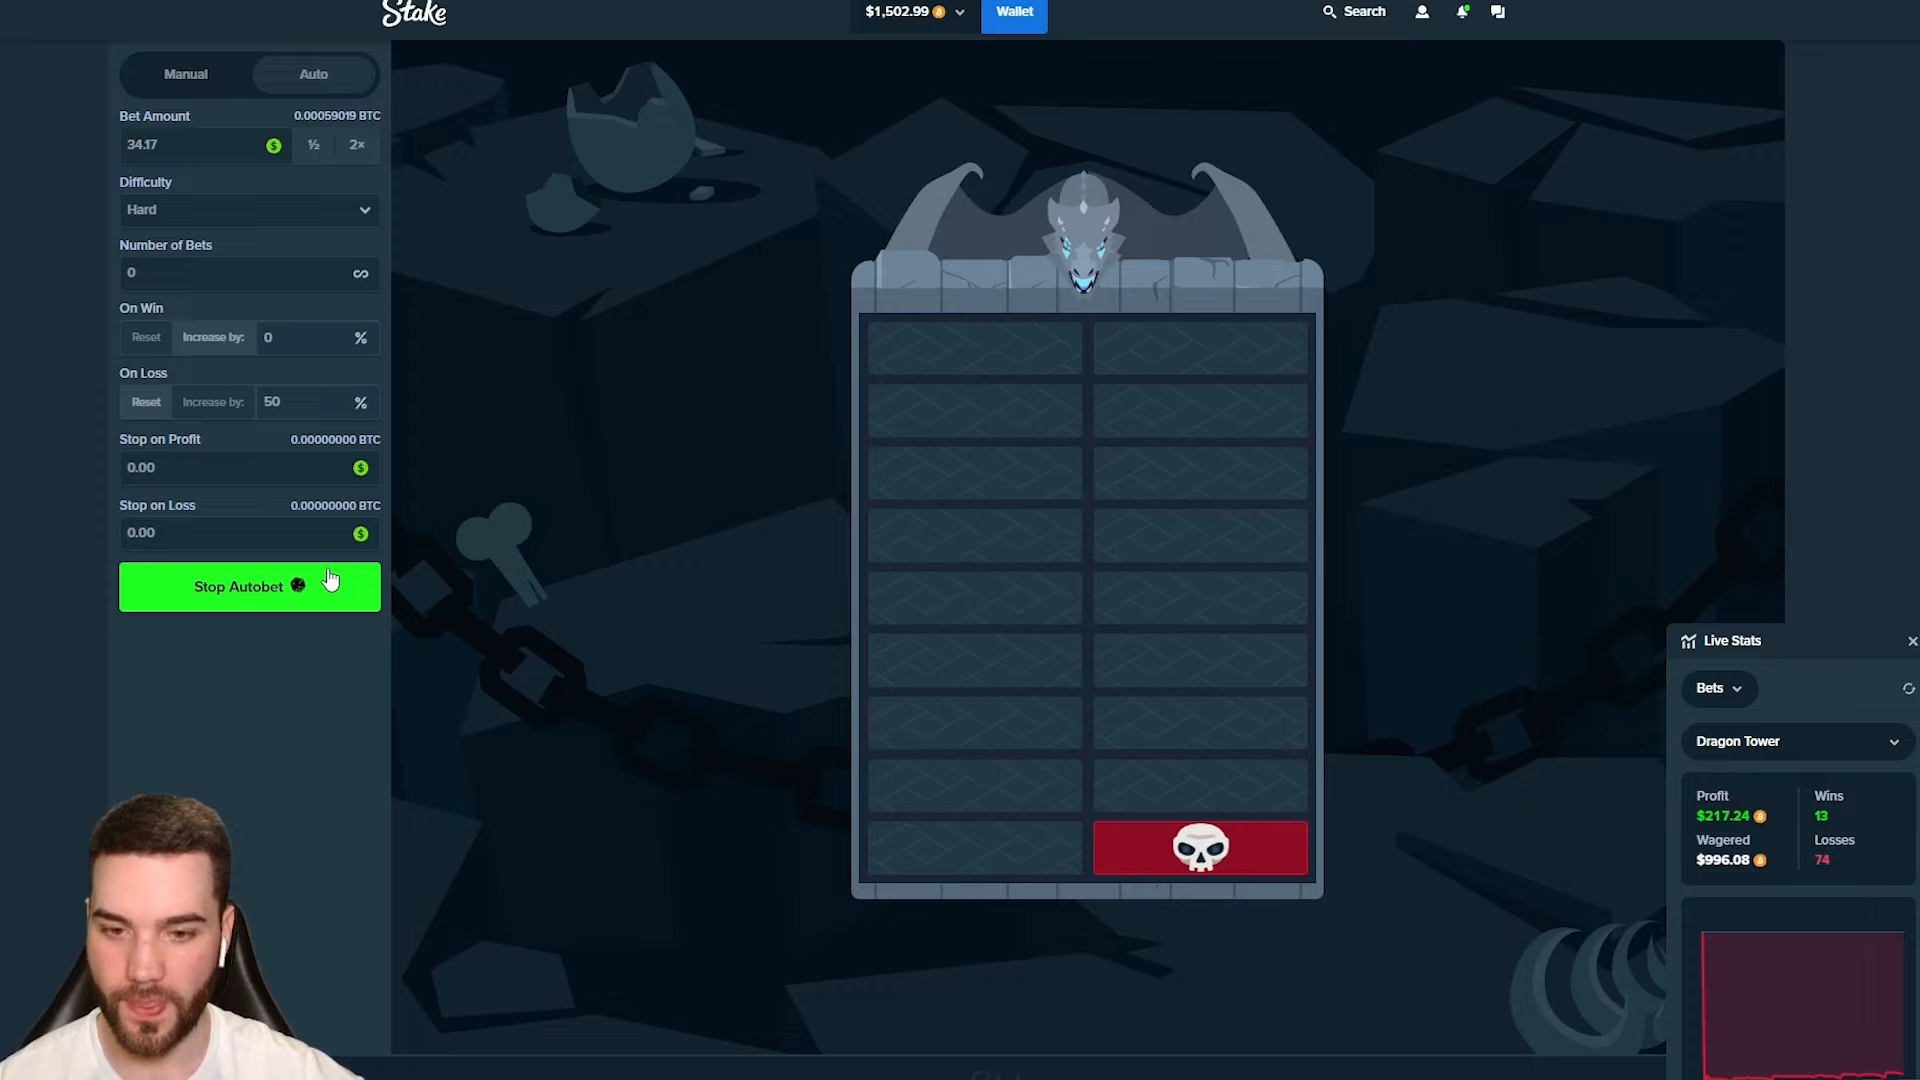 Stake
$1,502.99
Wallet
Search
Manual
Auto
Bet Amount
0.00059019 BTC
34.17
½
2×
Difficulty
Hard
Number of Bets
0
∞
On Win
Reset
Increase by:
0
%
On Loss
Reset
Increase by:
50
%
Stop on Profit
0.00000000 BTC
0.00
Stop on Loss
0.00000000 BTC
0.00
Stop Autobet
Live Stats
Bets
Dragon Tower
Profit
Wins
$217.24
13
Wagered
Losses
$996.08
74